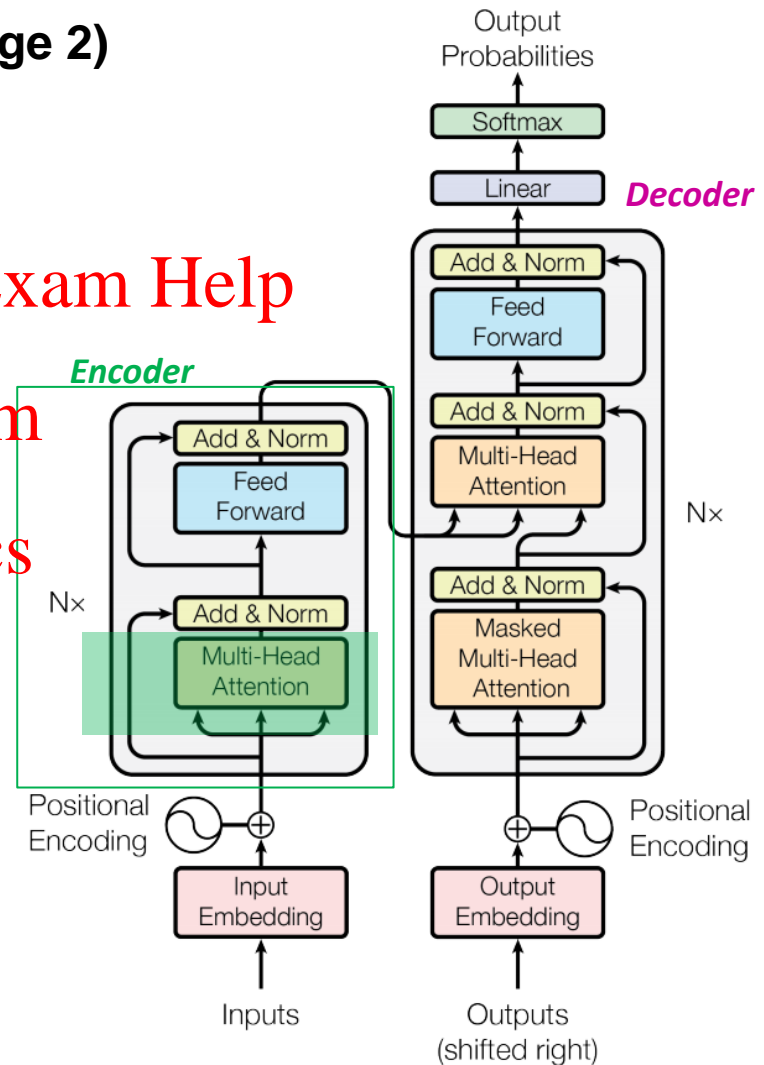 ge 2)
Output
Probabilities
Softmax
Linear
Decoder
xam Help
Add & Norm
Feed
Forward
Encoder
m
Add & Norm
Add & Norm
Multi-Head
Attention
Feed
Forward
cs
Nx
Nx
Add & Norm
Add & Norm
Multi-Head
Attention
Masked
Multi-Head
Attention
Positional
Encoding
Positional
Encoding
Input
Embedding
Output
Embedding
Inputs
Outputs
(shifted right)